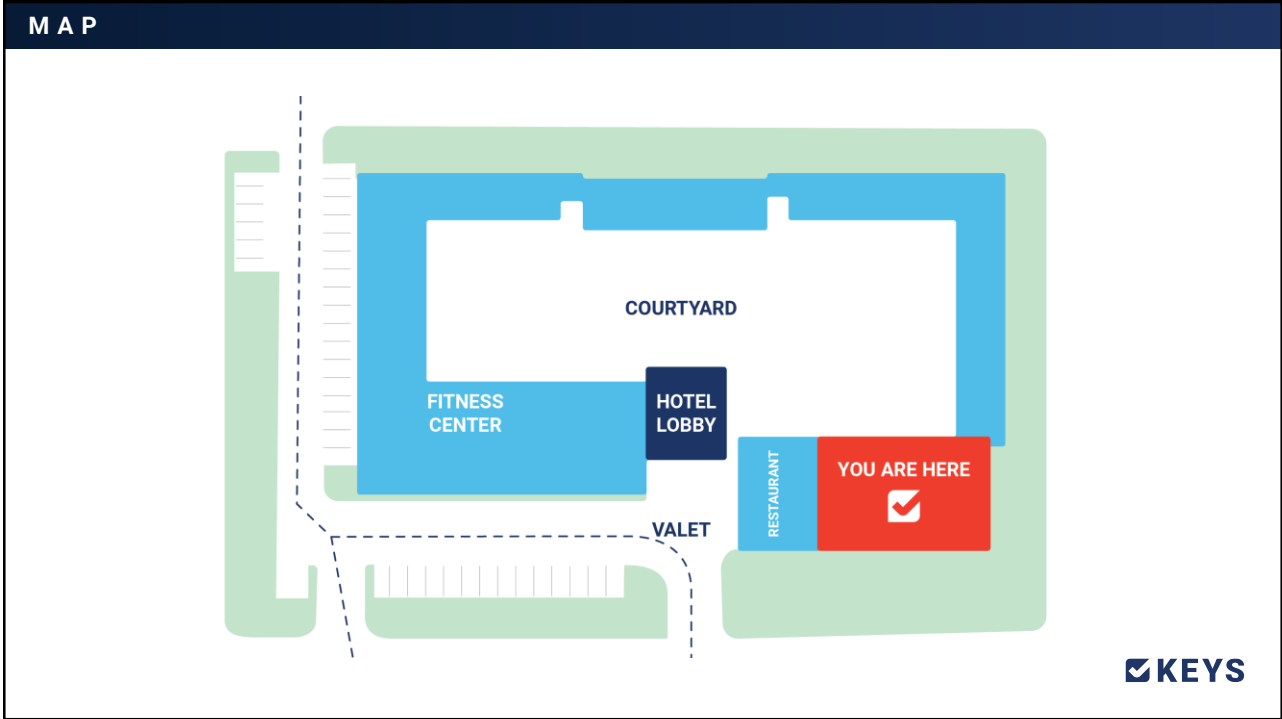 MAP
COURTYARD
FITNESS
CENTER
HOTEL
LOBBY
RESTAURANT
YOU ARE HERE
VALET
KEYS